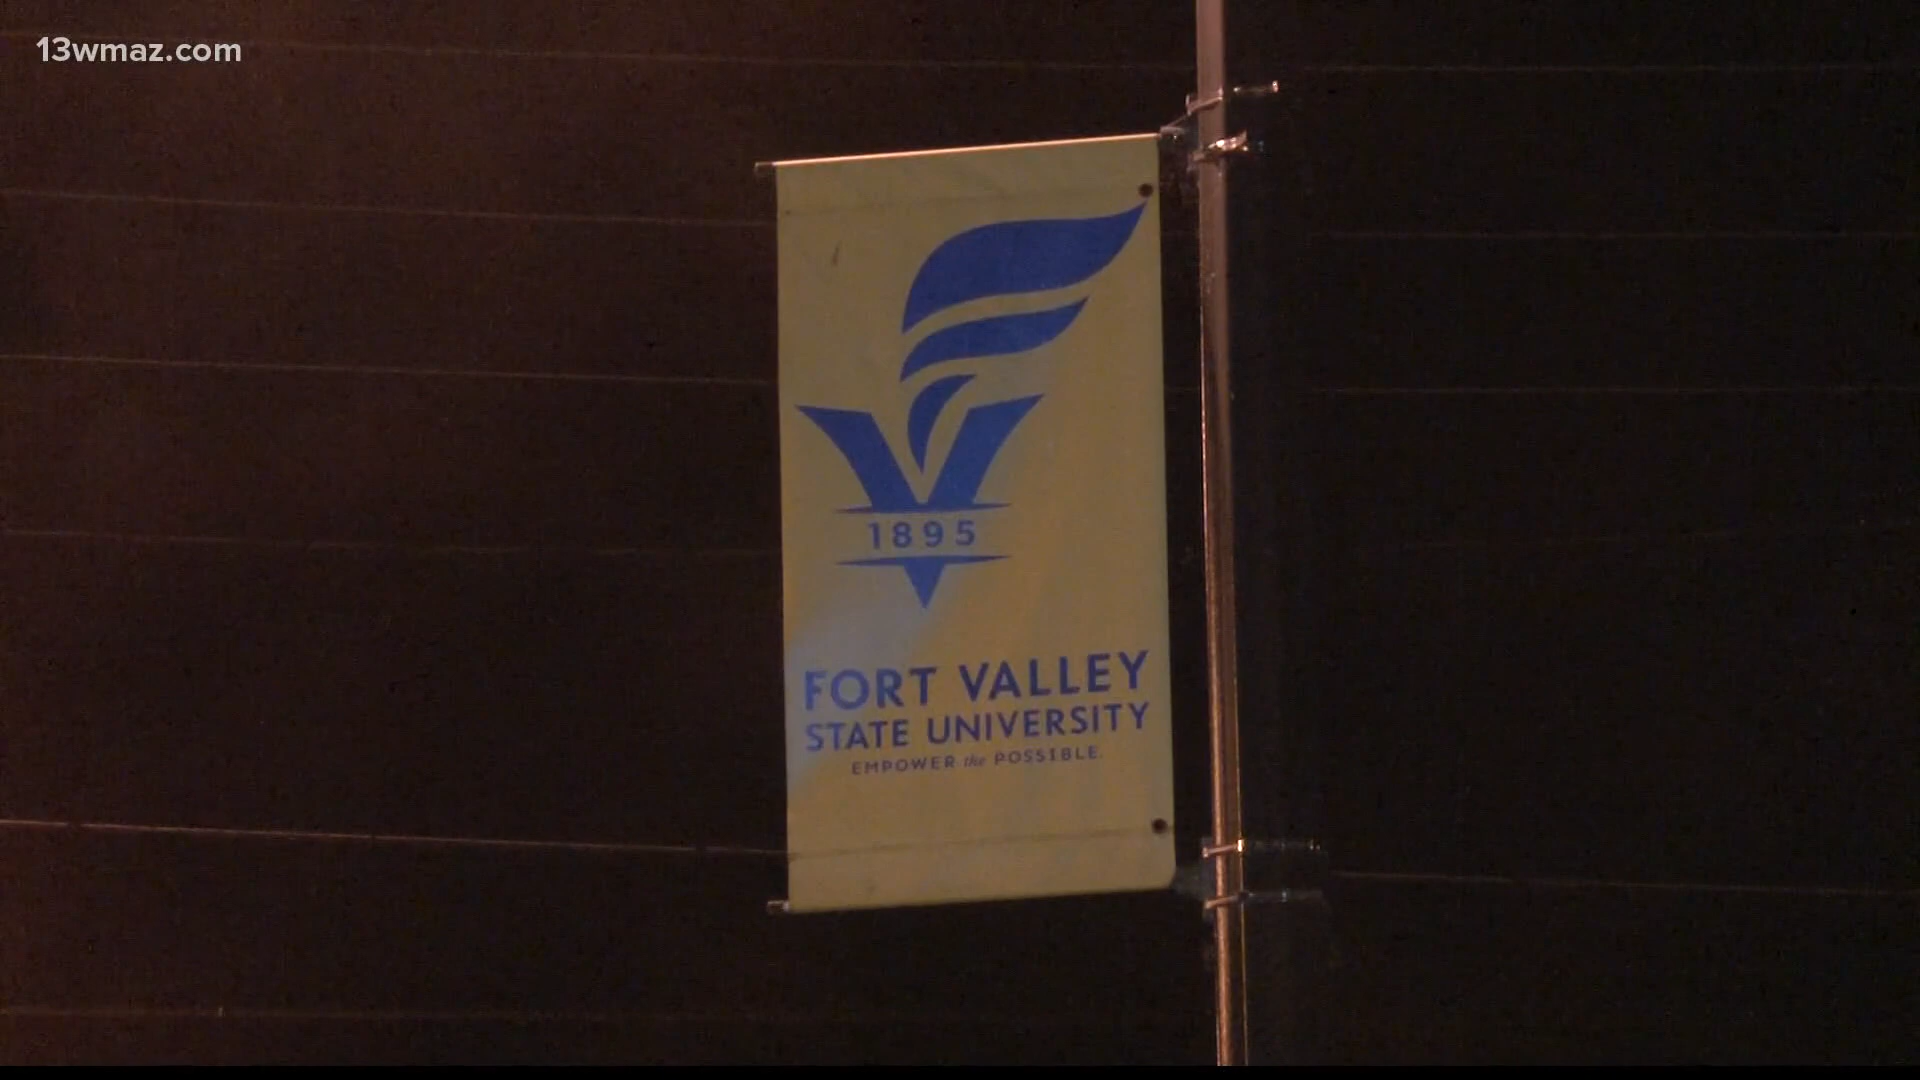 13wmaz.com
1895
FORT VALLEY
STATE UNIVERSITY
EMPOWER the POSSIBLE.